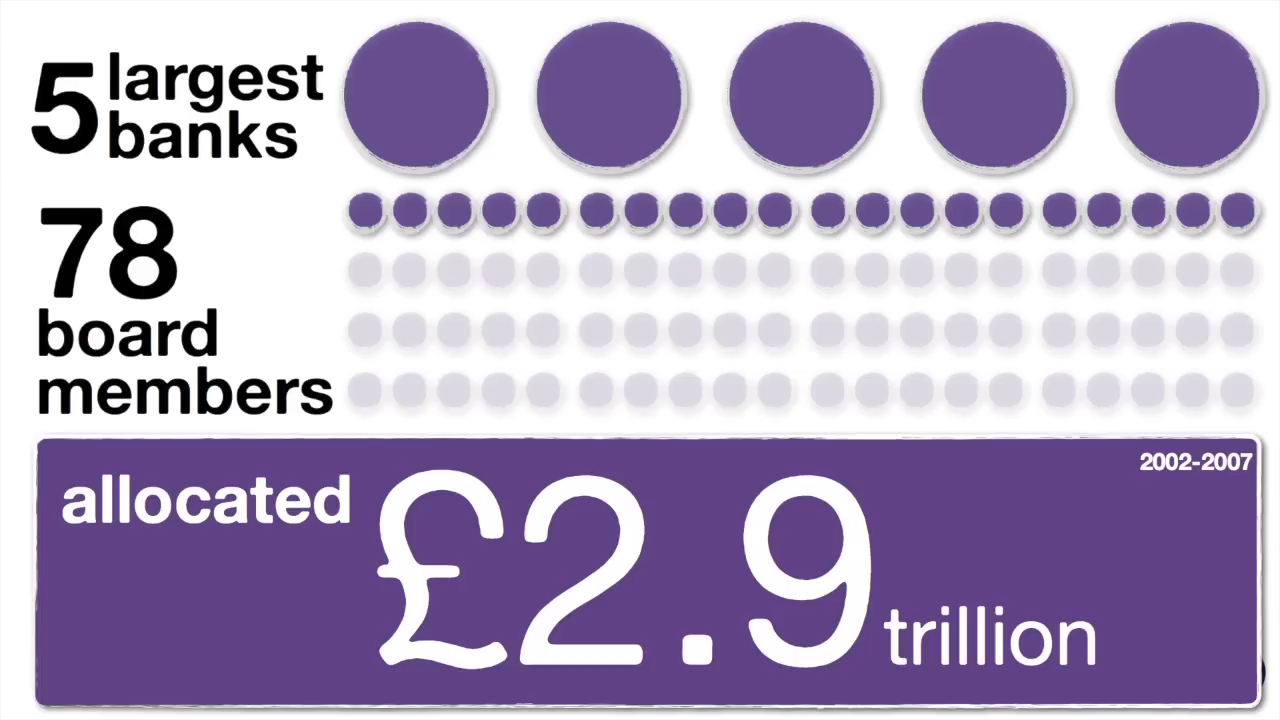 5 largest
banks
78
board
members
2002-2007
allocated £2.9 trillion